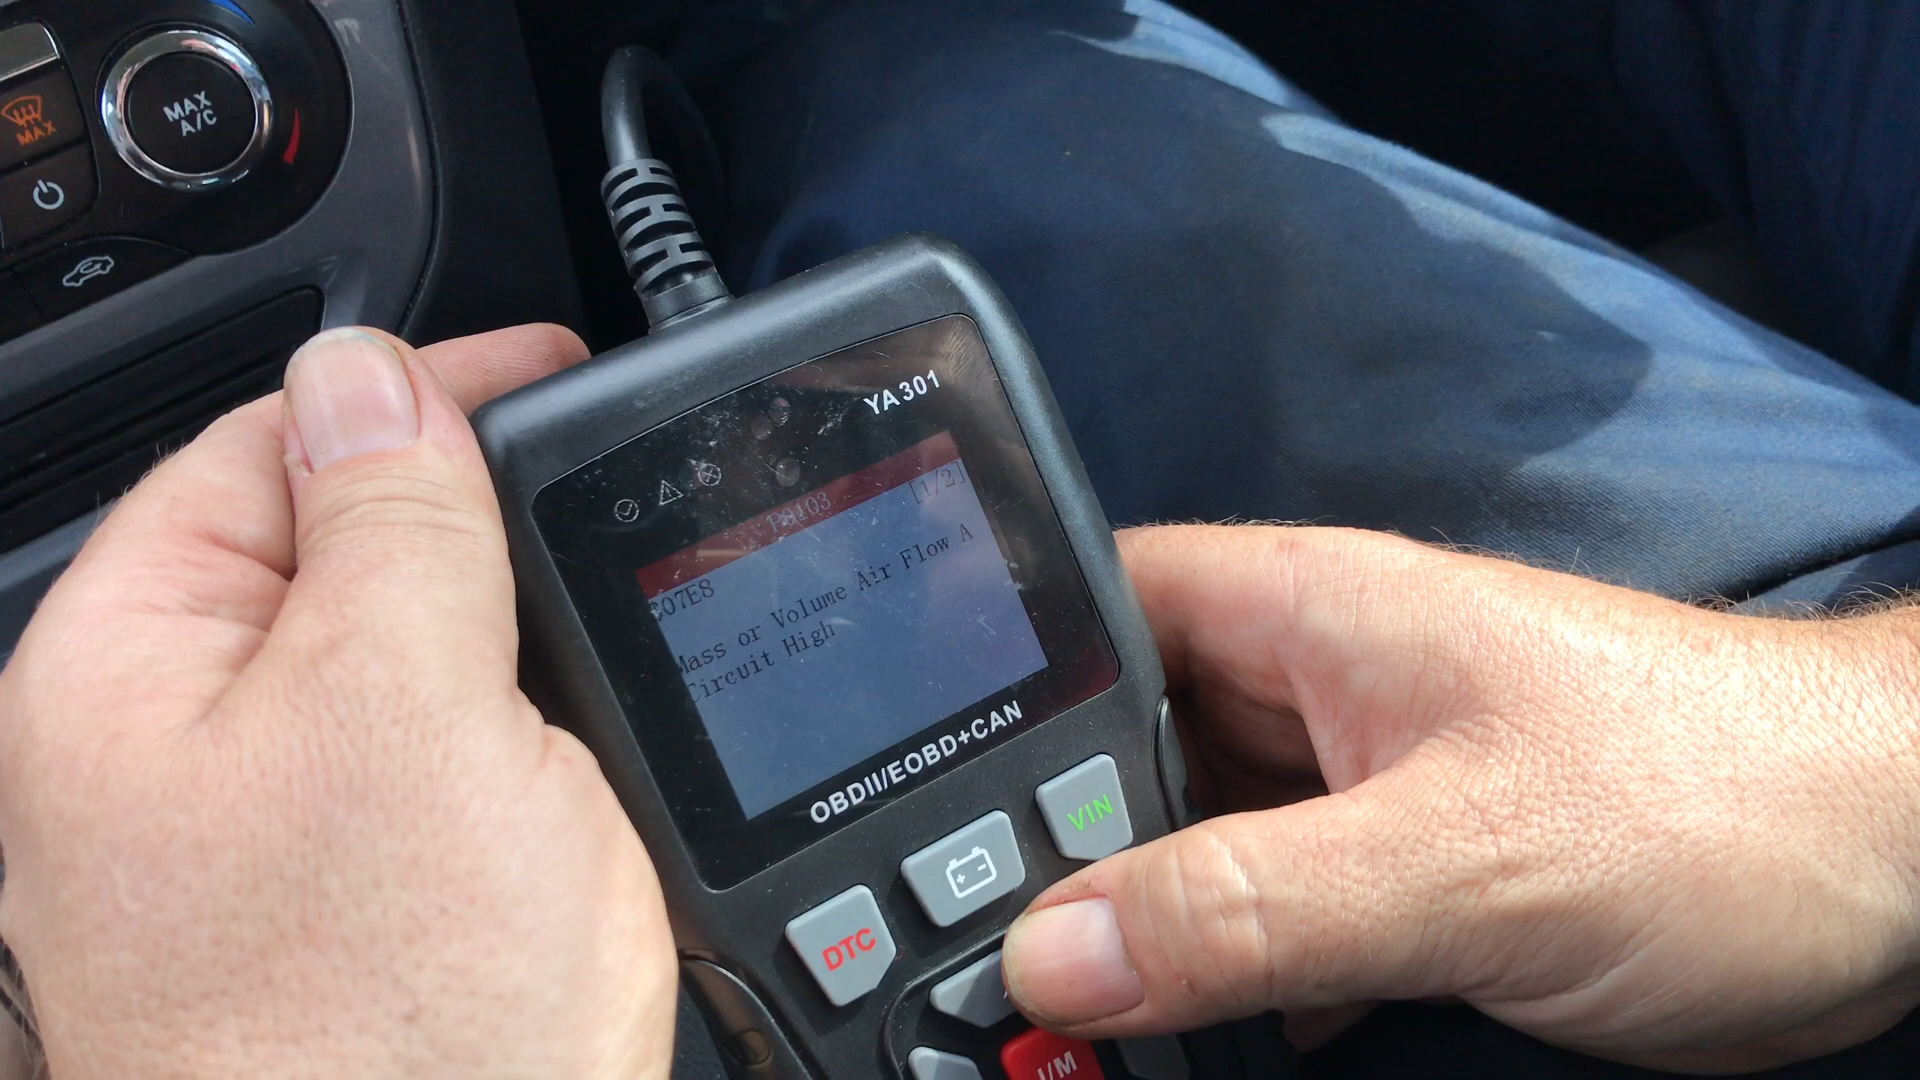 MAX
A/C
MAX
YA301
P0103 [1/2]
$07E8
Mass or Volume Air Flow A
Circuit High
OBDII/EOBD+CAN
VIN
DTC
I/M